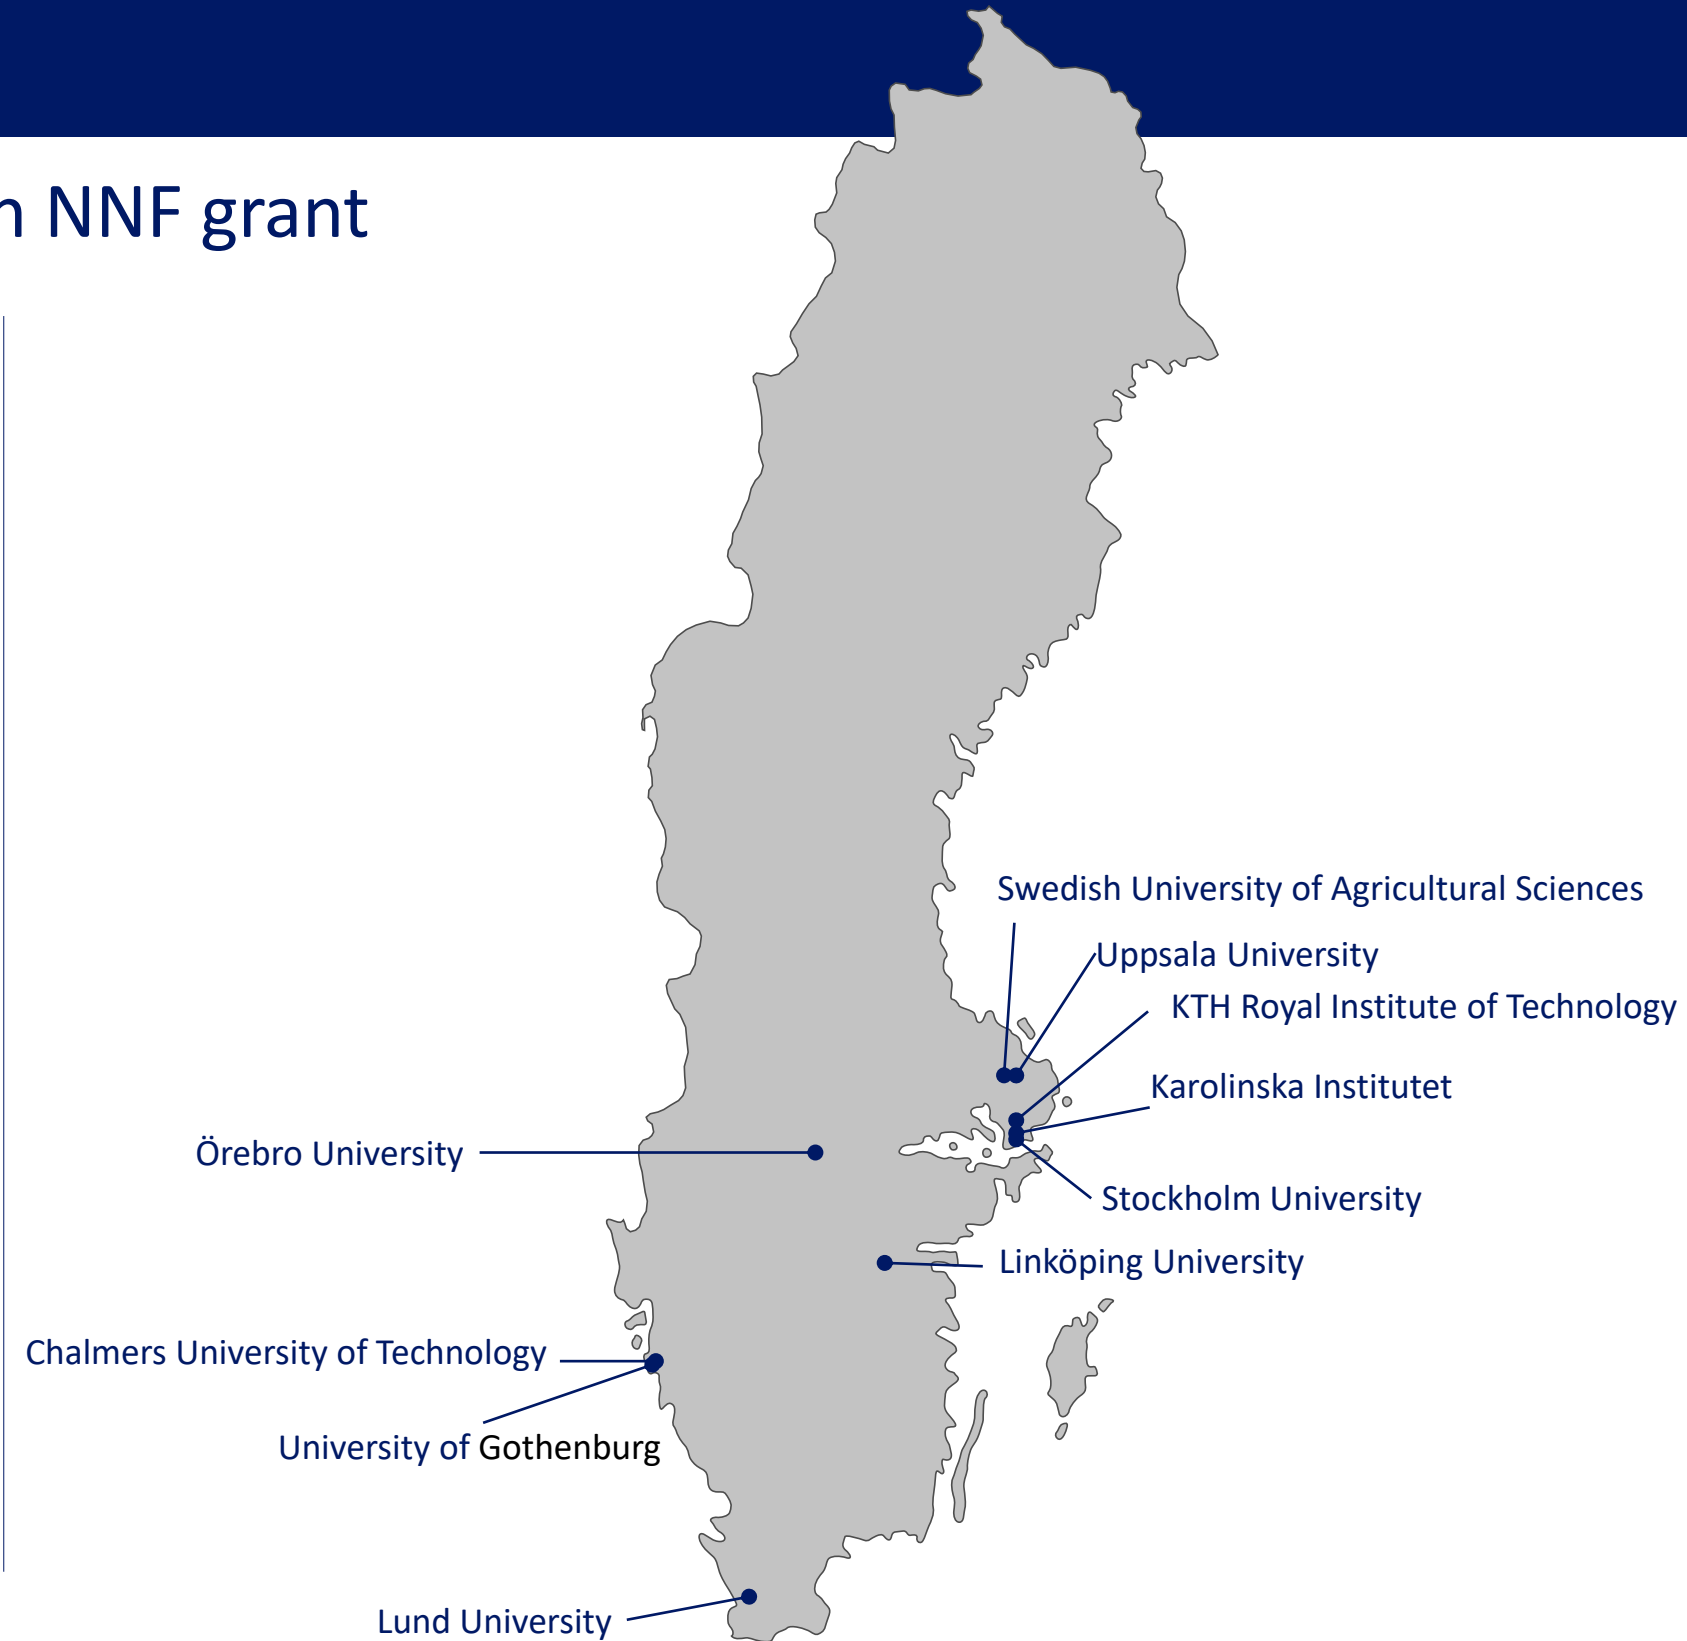 NNF grant
Swedish University of Agricultural Sciences
Uppsala University
KTH Royal Institute of Technology
Karolinska Institutet
Örebro University
Stockholm University
Linköping University
Chalmers University of Technology
University of Gothenburg
Lund University